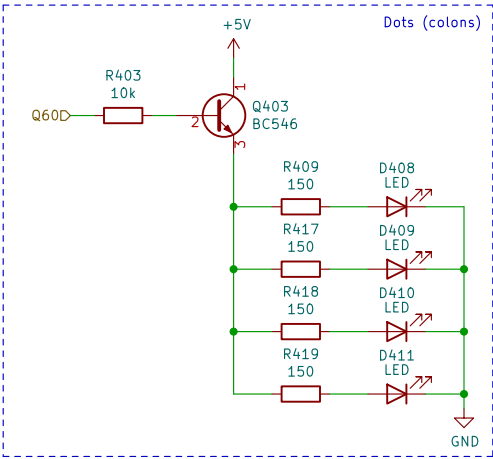 Dots (colons)
+5V
R403
10k
Q60
1
2
3
Q403
BC546
R409
150
D408
LED
R417
150
D409
LED
R418
150
D410
LED
R419
150
D411
LED
GND